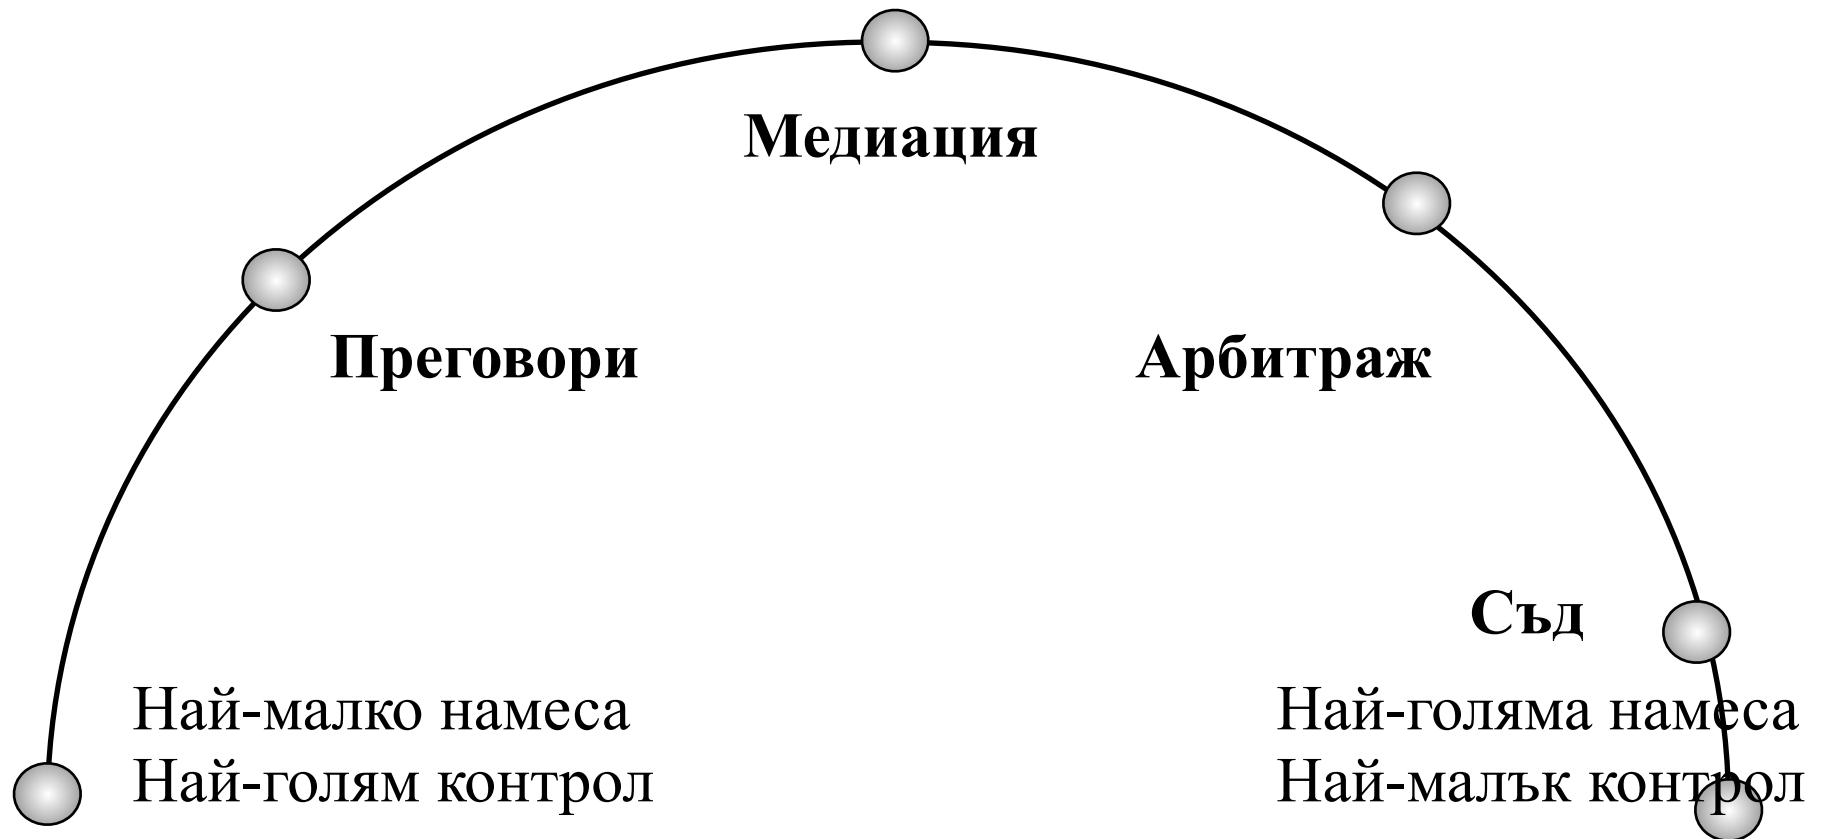 Медиация
Преговори
Арбитраж
Съд
Най-малко намеса
Най-голям контрол
Най-голяма намеса
Най-малък контрол